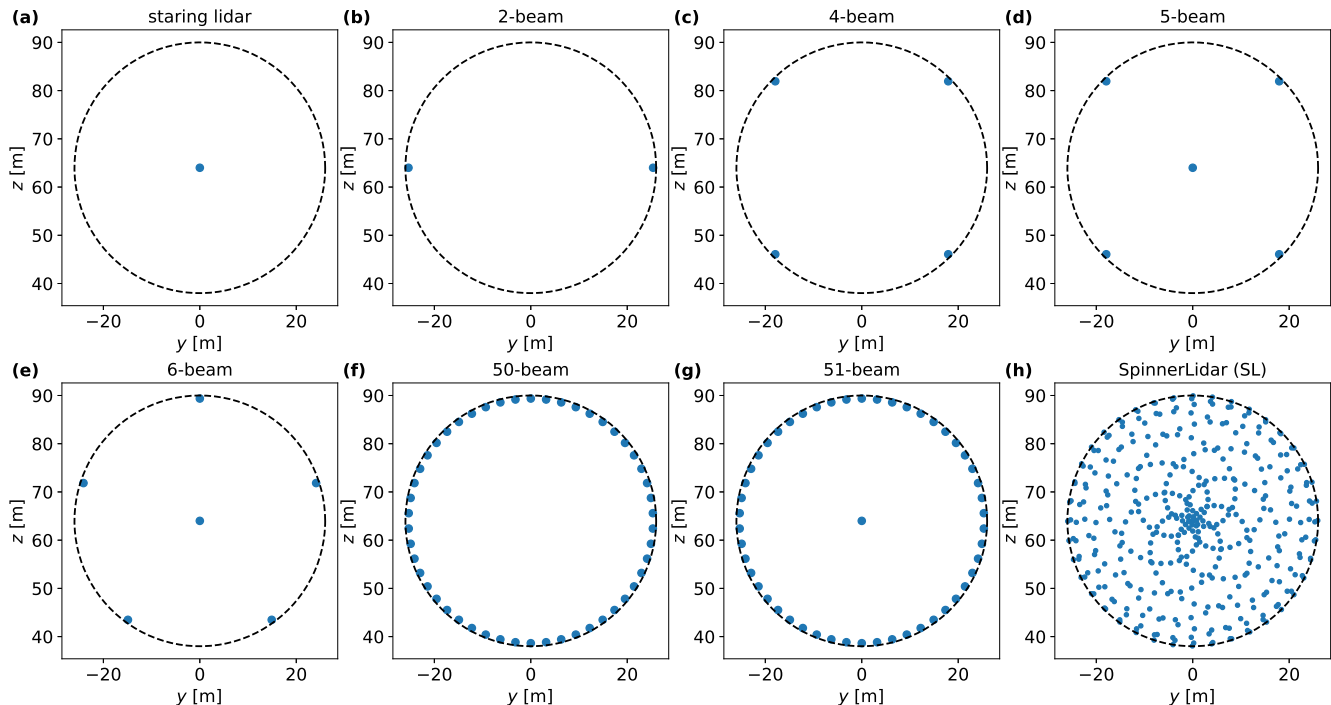 (a) staring lidar
90
80
70
60
50
40
z [m]
−20 0 20
y [m]
(b) 2-beam
90
80
70
60
50
40
z [m]
−20 0 20
y [m]
(c) 4-beam
90
80
70
60
50
40
z [m]
−20 0 20
y [m]
(d) 5-beam
90
80
70
60
50
40
z [m]
−20 0 20
y [m]
(e) 6-beam
90
80
70
60
50
40
z [m]
−20 0 20
y [m]
(f) 50-beam
90
80
70
60
50
40
z [m]
−20 0 20
y [m]
(g) 51-beam
90
80
70
60
50
40
z [m]
−20 0 20
y [m]
(h) SpinnerLidar (SL)
90
80
70
60
50
40
z [m]
−20 0 20
y [m]